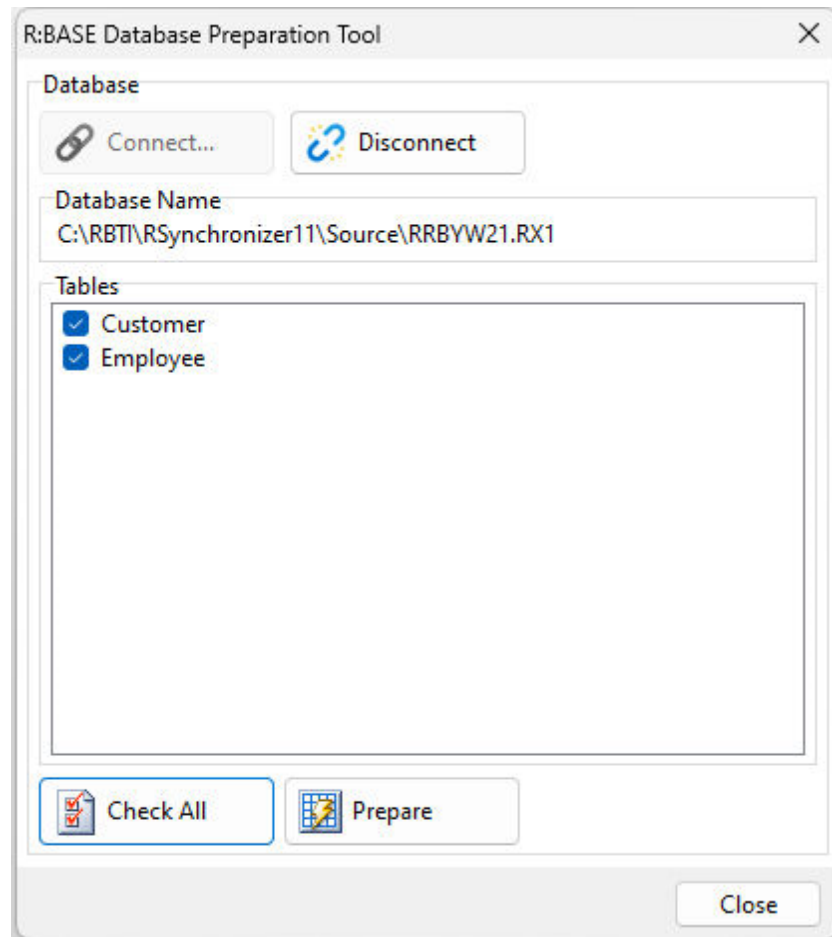 R:BASE Database Preparation Tool
Database
Connect... Disconnect
Database Name
C:\RBTI\RSynchronizer11\Source\RRBYW21.RX1
Tables
Customer
Employee
Check All Prepare
Close